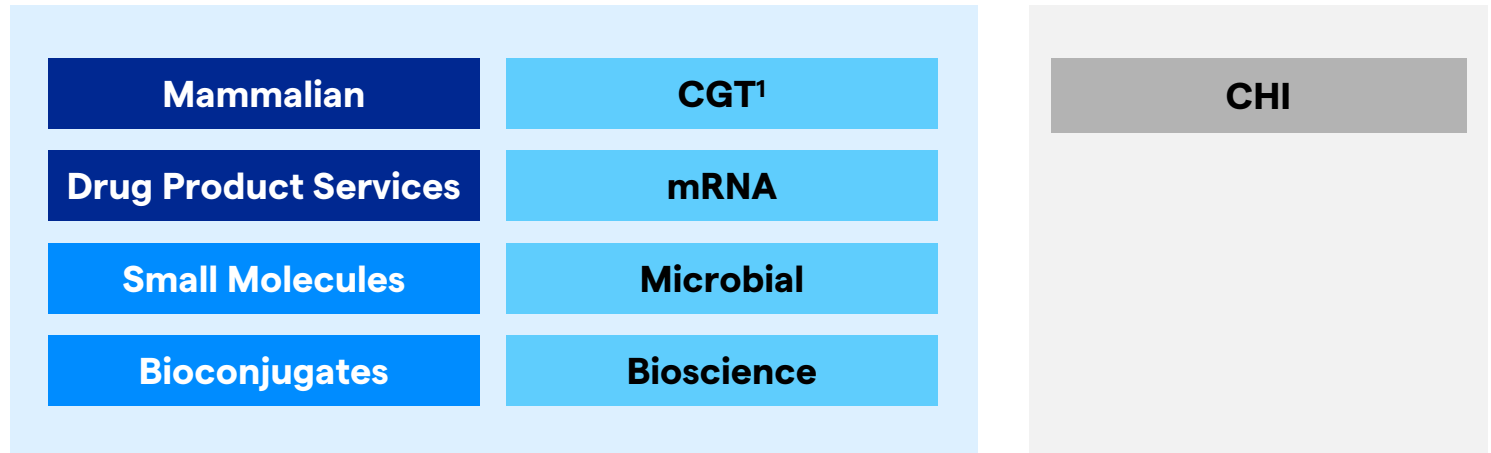 Mammalian
Drug Product Services
Small Molecules
Bioconjugates
CGT¹
mRNA
Microbial
Bioscience
CHI